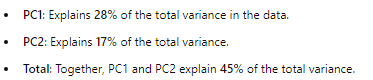 • PC1: Explains 28% of the total variance in the data.
• PC2: Explains 17% of the total variance.
• Total: Together, PC1 and PC2 explain 45% of the total variance.